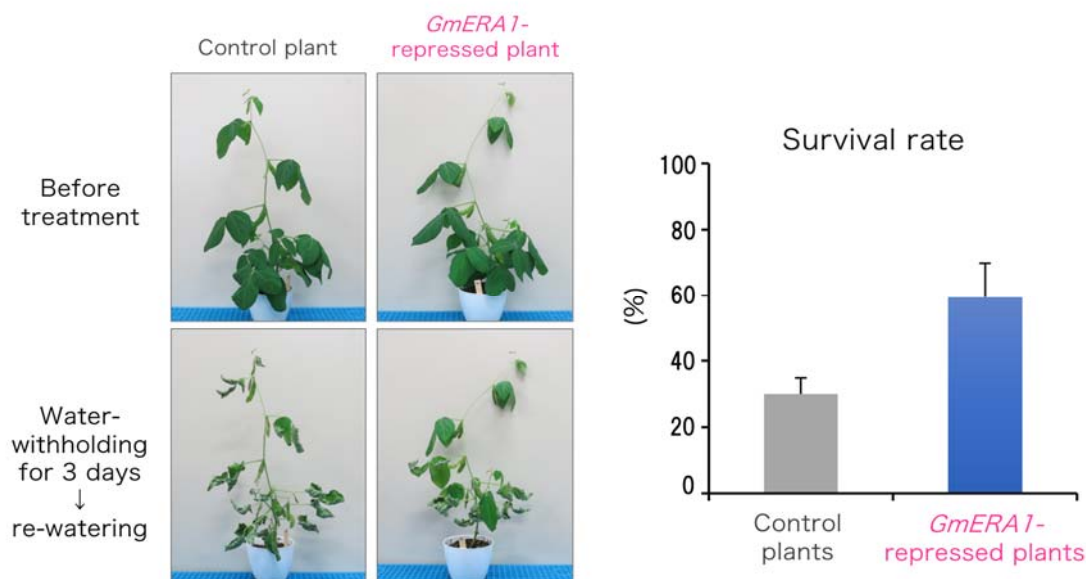 Control plant
GmERA1-
repressed plant
Before
treatment
Water-
withholding
for 3 days
↓
re-watering
Survival rate
(%)
100
80
60
40
20
0
Control
plants
GmERA1-
repressed plants